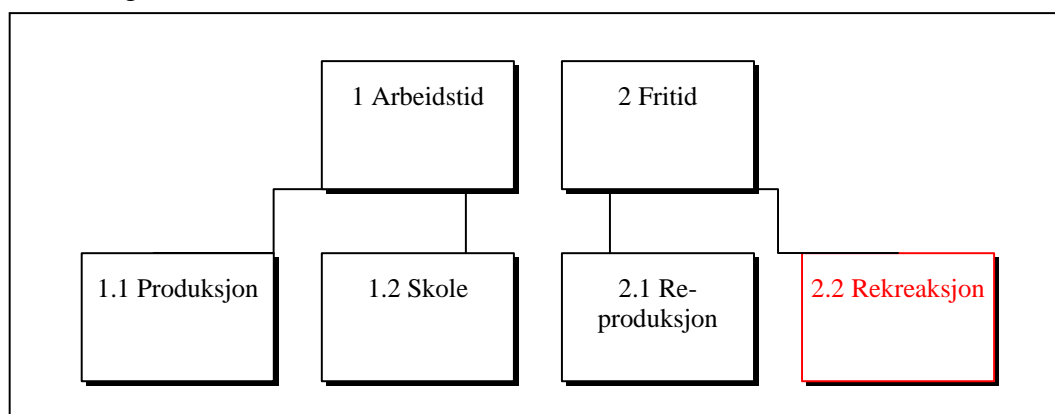 1 Arbeidstid
2 Fritid
1.1 Produksjon
1.2 Skole
2.1 Re-
produksjon
2.2 Rekreaksjon